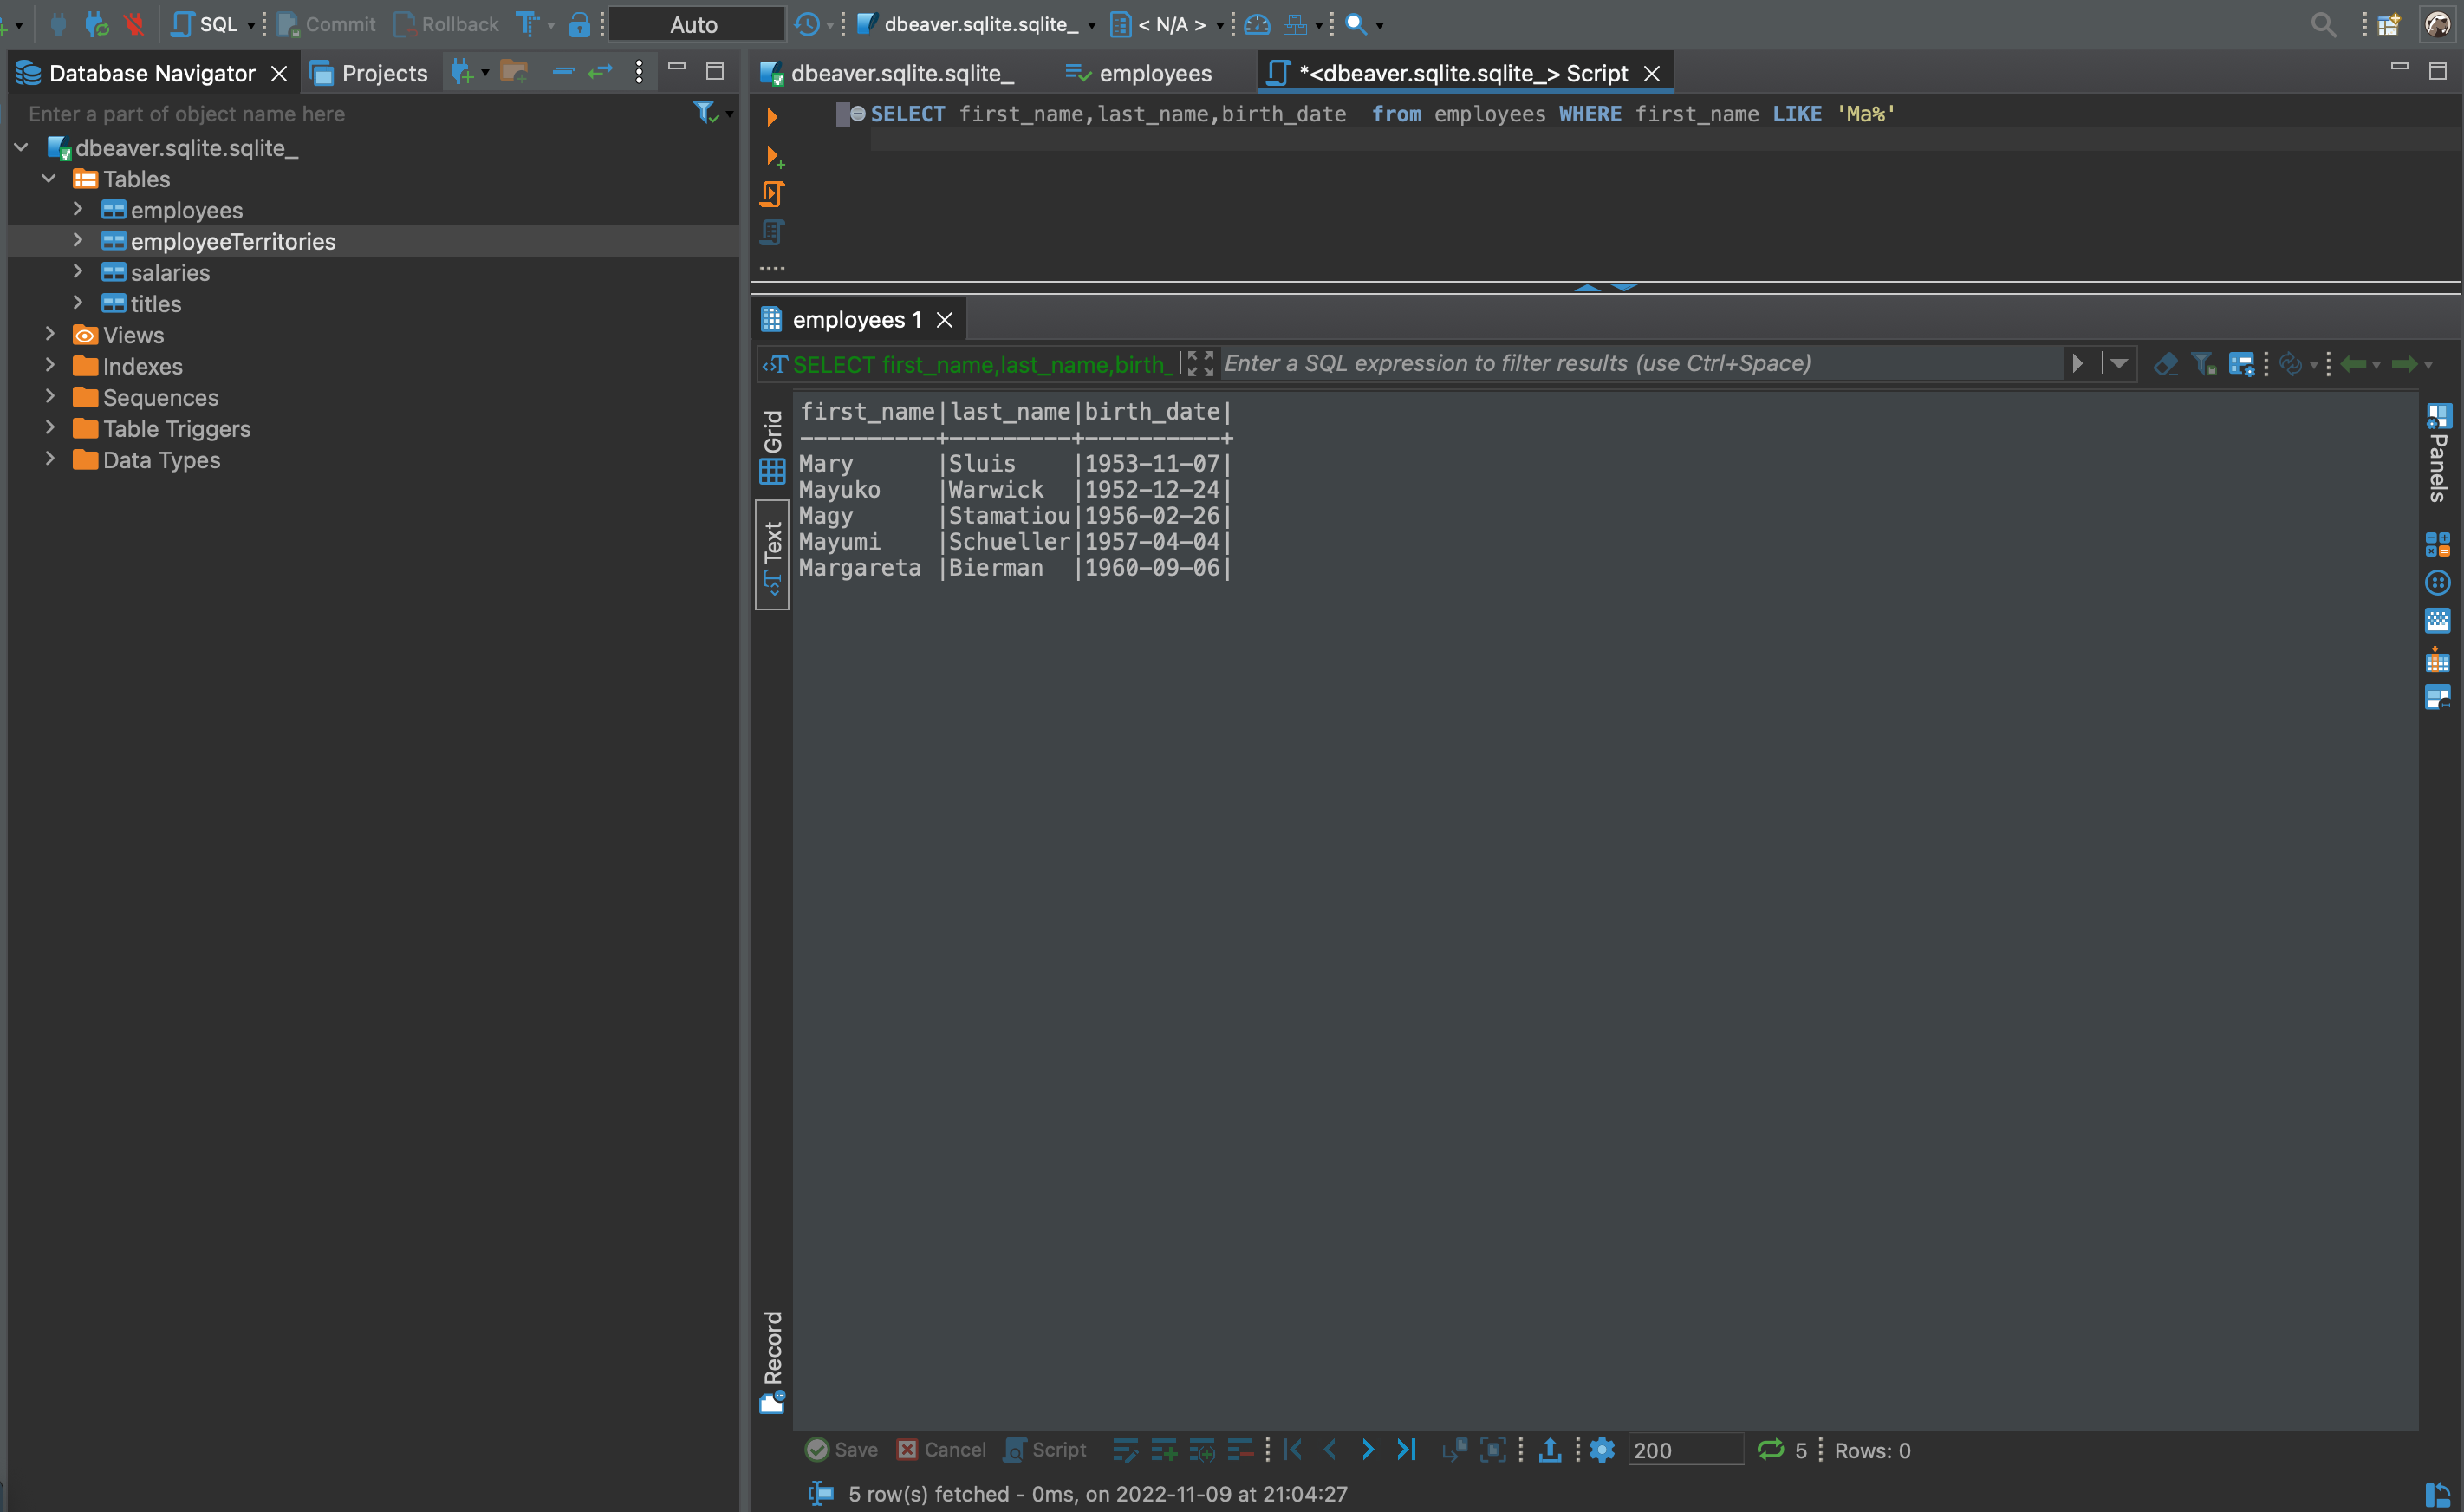 SQL Commit Rollback Auto dbeaver.sqlite.sqlite_ < N/A >
Database Navigator Projects
Enter a part of object name here
dbeaver.sqlite.sqlite_
Tables
employees
employeeTerritories
salaries
titles
Views
Indexes
Sequences
Table Triggers
Data Types
dbeaver.sqlite.sqlite_ employees *<dbeaver.sqlite.sqlite_> Script
SELECT first_name,last_name,birth_date  from employees WHERE first_name LIKE 'Ma%'
employees 1
SELECT first_name,last_name,birth_ Enter a SQL expression to filter results (use Ctrl+Space)
Grid
Text
Record
first_name|last_name|birth_date|
----------+---------+----------+
Mary      |Sluis    |1953-11-07|
Mayuko    |Warwick  |1952-12-24|
Magy      |Stamatiou|1956-02-26|
Mayumi    |Schueller|1957-04-04|
Margareta |Bierman  |1960-09-06|
Panels
Save Cancel Script 200 5 Rows: 0
5 row(s) fetched - 0ms, on 2022-11-09 at 21:04:27